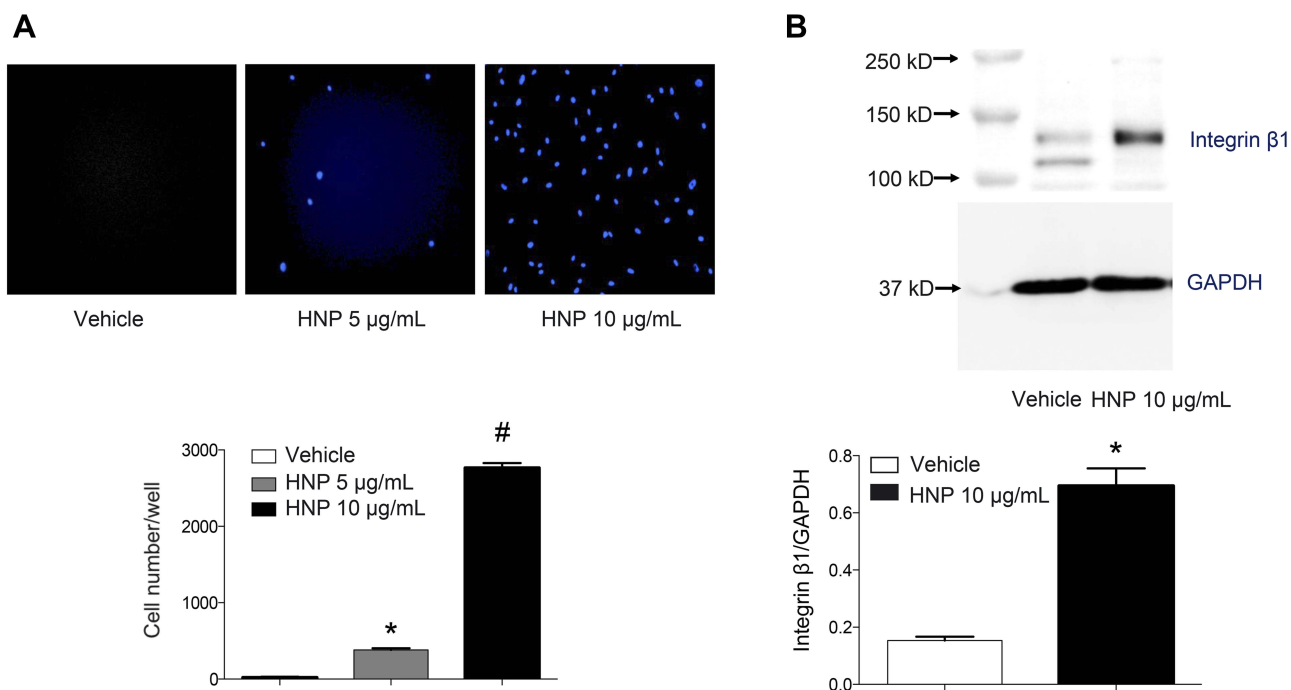 A
Vehicle
HNP 5 µg/mL
HNP 10 µg/mL
Cell number/well
3000
2000
1000
0
Vehicle
HNP 5 µg/mL
HNP 10 µg/mL
*
#
B
250 kD
150 kD
100 kD
Integrin β1
37 kD
GAPDH
Vehicle HNP 10 µg/mL
Integrin β1/GAPDH
0.8
0.6
0.4
0.2
0.0
Vehicle
HNP 10 µg/mL
*